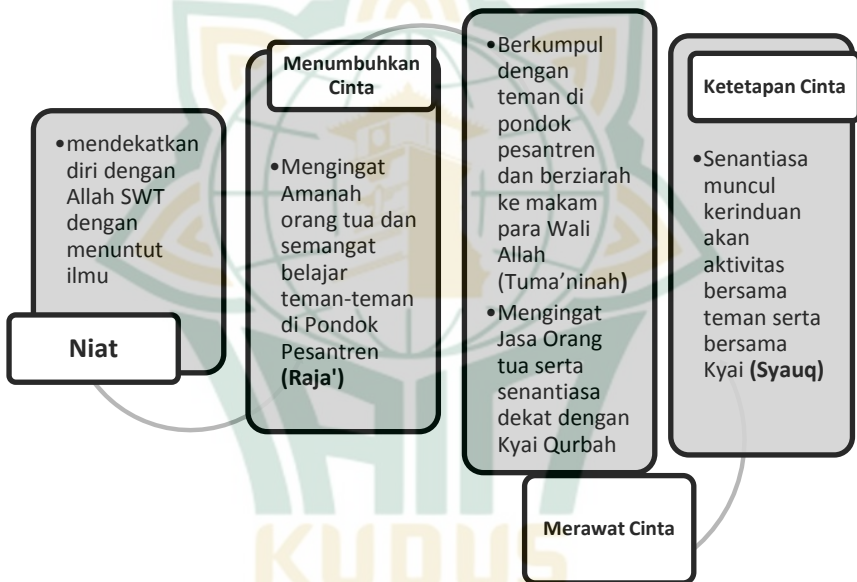 •mendekatkan
diri dengan
Allah SWT
dengan
menuntut
ilmu
Niat
Menumbuhkan
Cinta
•Mengingat
Amanah
orang tua dan
semangat
belajar
teman-teman
di Pondok
Pesantren
(Raja')
•Berkumpul
dengan
teman di
pondok
pesantren
dan berziarah
ke makam
para Wali
Allah
(Tuma’ninah)
•Mengingat
Jasa Orang
tua serta
senantiasa
dekat dengan
Kyai Qurbah
Merawat Cinta
Ketetapan Cinta
•Senantiasa
muncul
kerinduan
akan
aktivitas
bersama
teman serta
bersama
Kyai (Syauq)
KUDUS